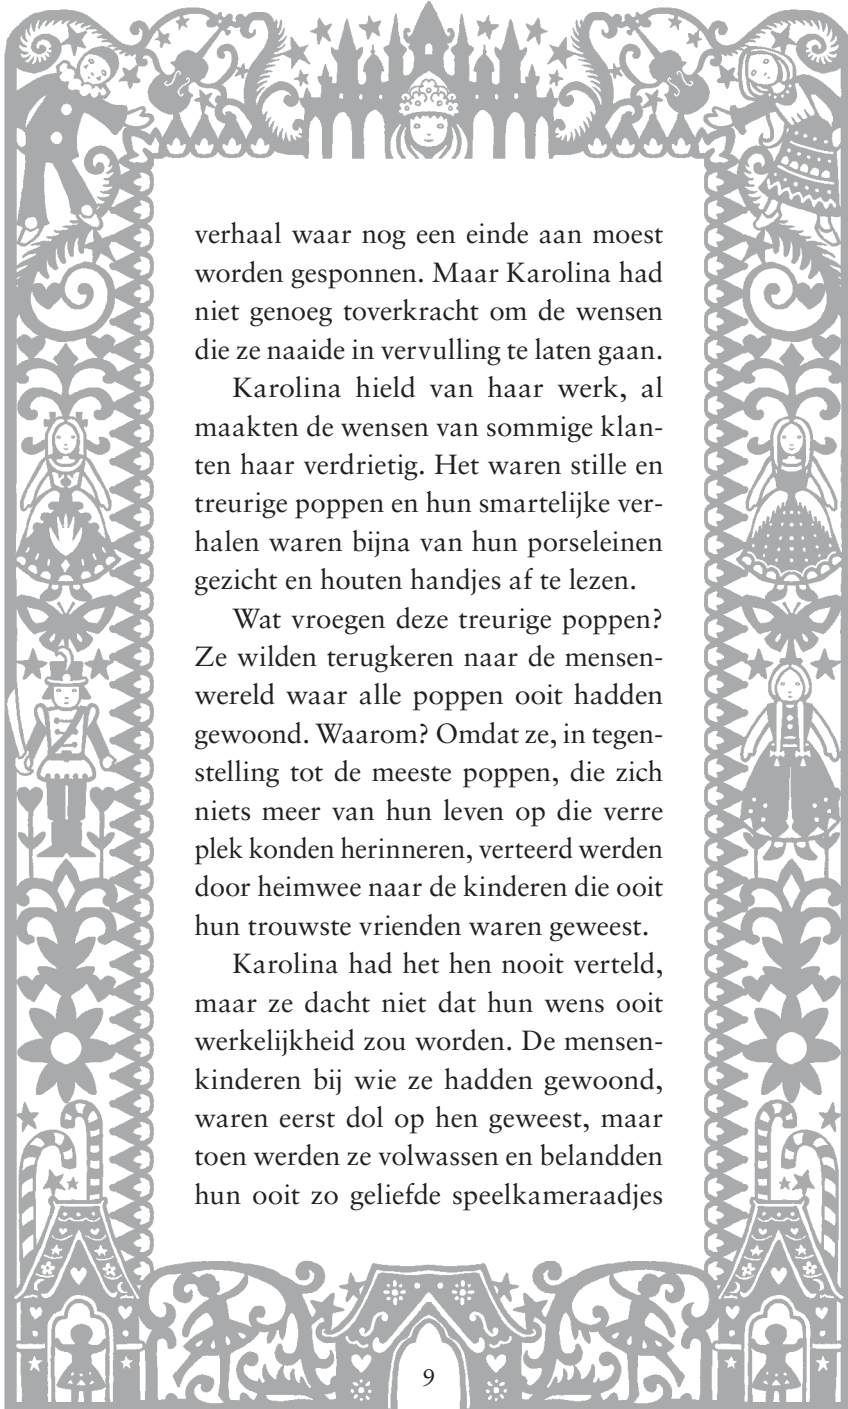 verhaal waar nog een einde aan moest
worden gesponnen. Maar Karolina had
niet genoeg toverkracht om de wensen
die ze naaide in vervulling te laten gaan.
Karolina hield van haar werk, al
maakten de wensen van sommige klan-
ten haar verdrietig. Het waren stille en
treurige poppen en hun smartelijke ver-
halen waren bijna van hun porseleinen
gezicht en houten handjes af te lezen.
Wat vroegen deze treurige poppen?
Ze wilden terugkeren naar de mensen-
wereld waar alle poppen ooit hadden
gewoond. Waarom? Omdat ze, in tegen-
stelling tot de meeste poppen, die zich
niets meer van hun leven op die verre
plek konden herinneren, verteerd werden
door heimwee naar de kinderen die ooit
hun trouwste vrienden waren geweest.
Karolina had het hen nooit verteld,
maar ze dacht niet dat hun wens ooit
werkelijkheid zou worden. De mensen-
kinderen bij wie ze hadden gewoond,
waren eerst dol op hen geweest, maar
toen werden ze volwassen en belandden
hun ooit zo geliefde speelkameraadjes
9